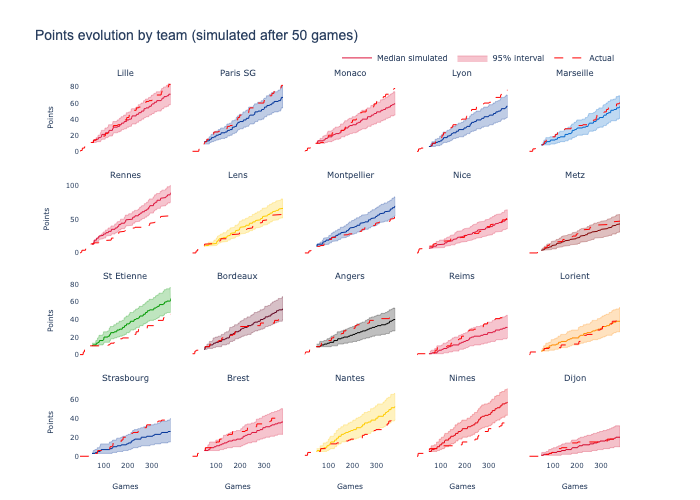 Points evolution by team (simulated after 50 games)
Median simulated 95% interval Actual
Lille Paris SG Monaco Lyon Marseille
80
60
40
20
0
Points
Rennes Lens Montpellier Nice Metz
100
50
0
Points
St Etienne Bordeaux Angers Reims Lorient
80
60
40
20
0
Points
Strasbourg Brest Nantes Nimes Dijon
60
40
20
0
Points
100 200 300 100 200 300 100 200 300 100 200 300 100 200 300
Games Games Games Games Games